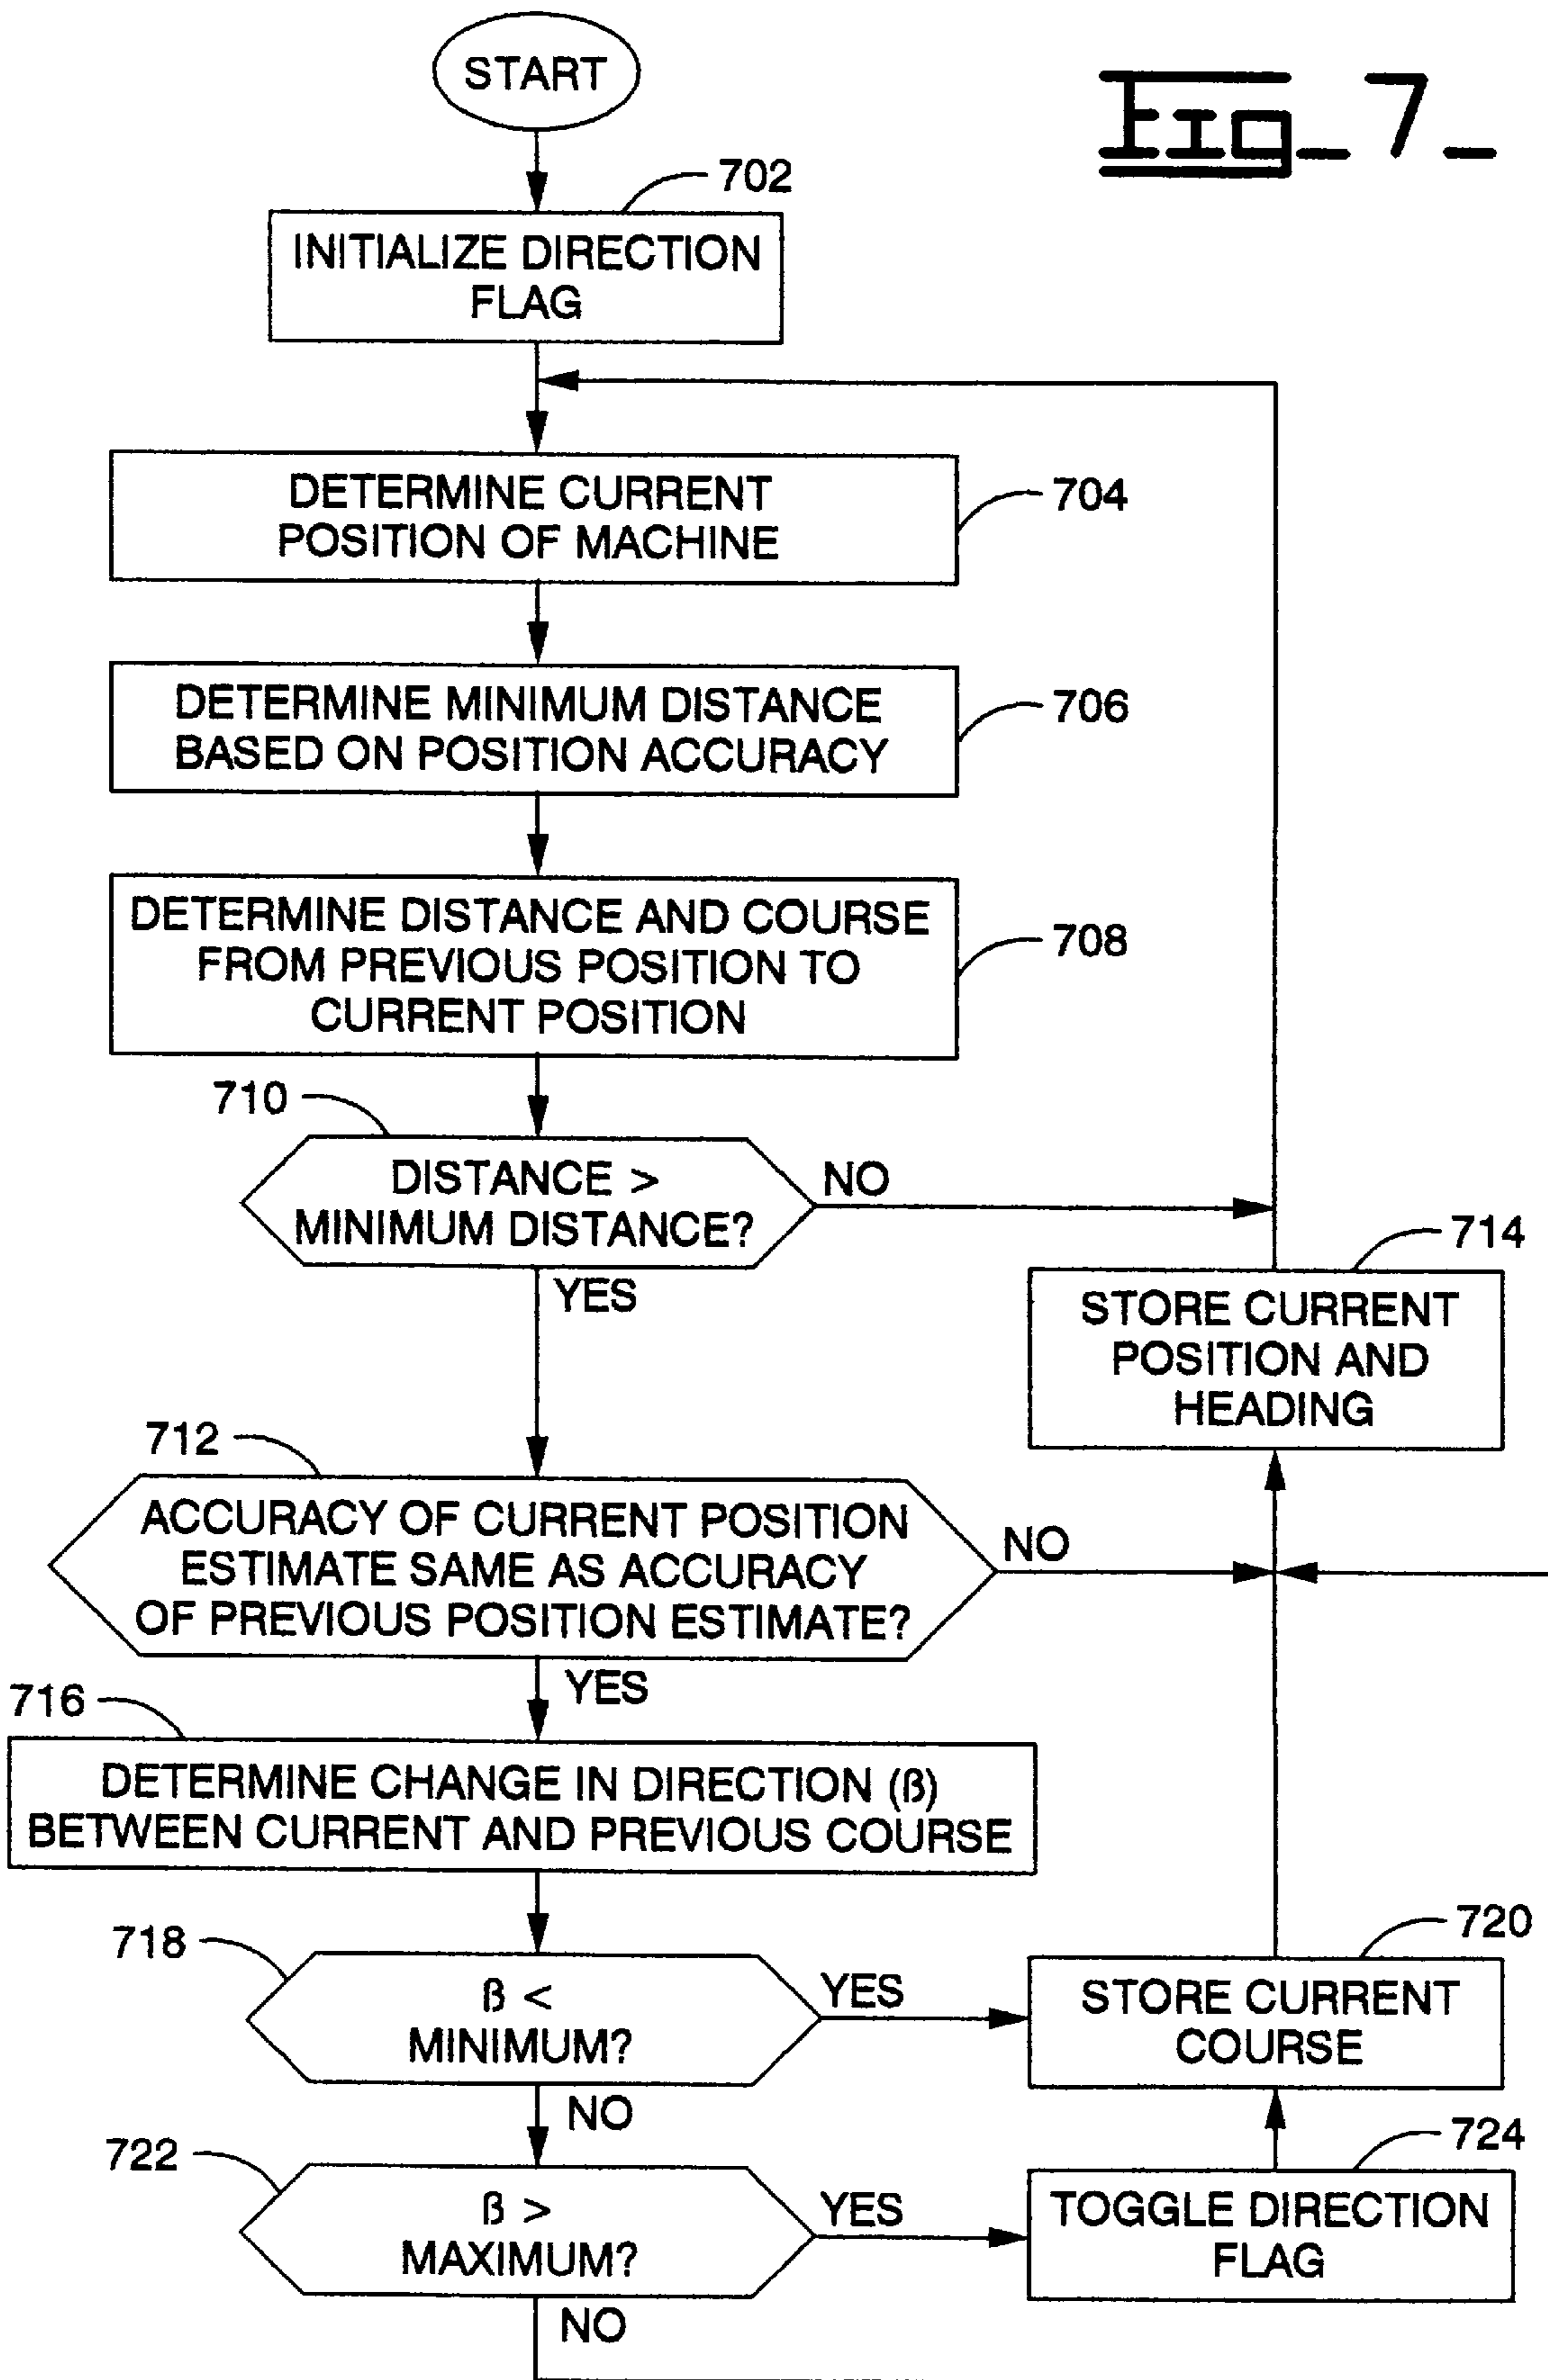 START
Fig_7_
702
INITIALIZE DIRECTION
FLAG
DETERMINE CURRENT
POSITION OF MACHINE
704
DETERMINE MINIMUM DISTANCE
BASED ON POSITION ACCURACY
706
DETERMINE DISTANCE AND COURSE
FROM PREVIOUS POSITION TO
CURRENT POSITION
708
710
DISTANCE >
MINIMUM DISTANCE?
NO
YES
714
STORE CURRENT
POSITION AND
HEADING
712
ACCURACY OF CURRENT POSITION
ESTIMATE SAME AS ACCURACY
OF PREVIOUS POSITION ESTIMATE?
NO
YES
716
DETERMINE CHANGE IN DIRECTION (β)
BETWEEN CURRENT AND PREVIOUS COURSE
718
β <
MINIMUM?
YES
NO
720
STORE CURRENT
COURSE
722
β >
MAXIMUM?
YES
NO
724
TOGGLE DIRECTION
FLAG